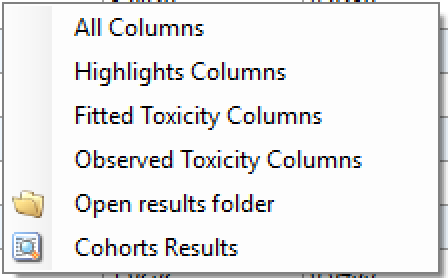 All Columns
Highlights Columns
Fitted Toxicity Columns
Observed Toxicity Columns
Open results folder
Cohorts Results